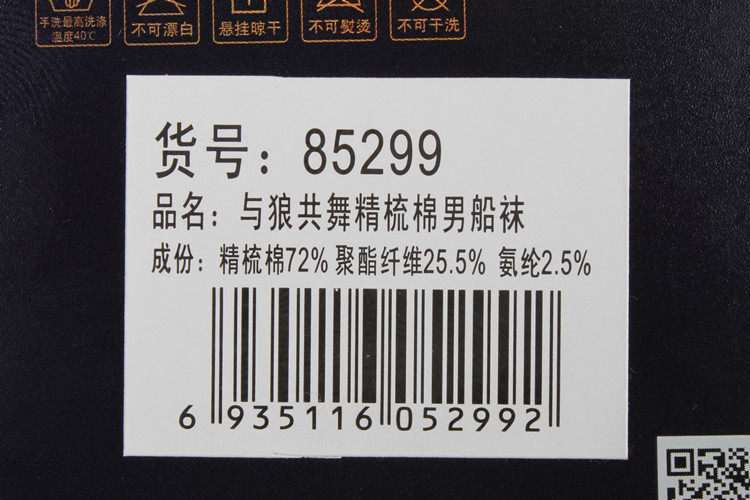 手洗最高洗涤
温度40℃
不可漂白
悬挂晾干
不可熨烫
不可干洗
货号：85299
品名：与狼共舞精梳棉男船袜
成份：精梳棉72% 聚酯纤维25.5% 氨纶2.5%
6 935116 052992